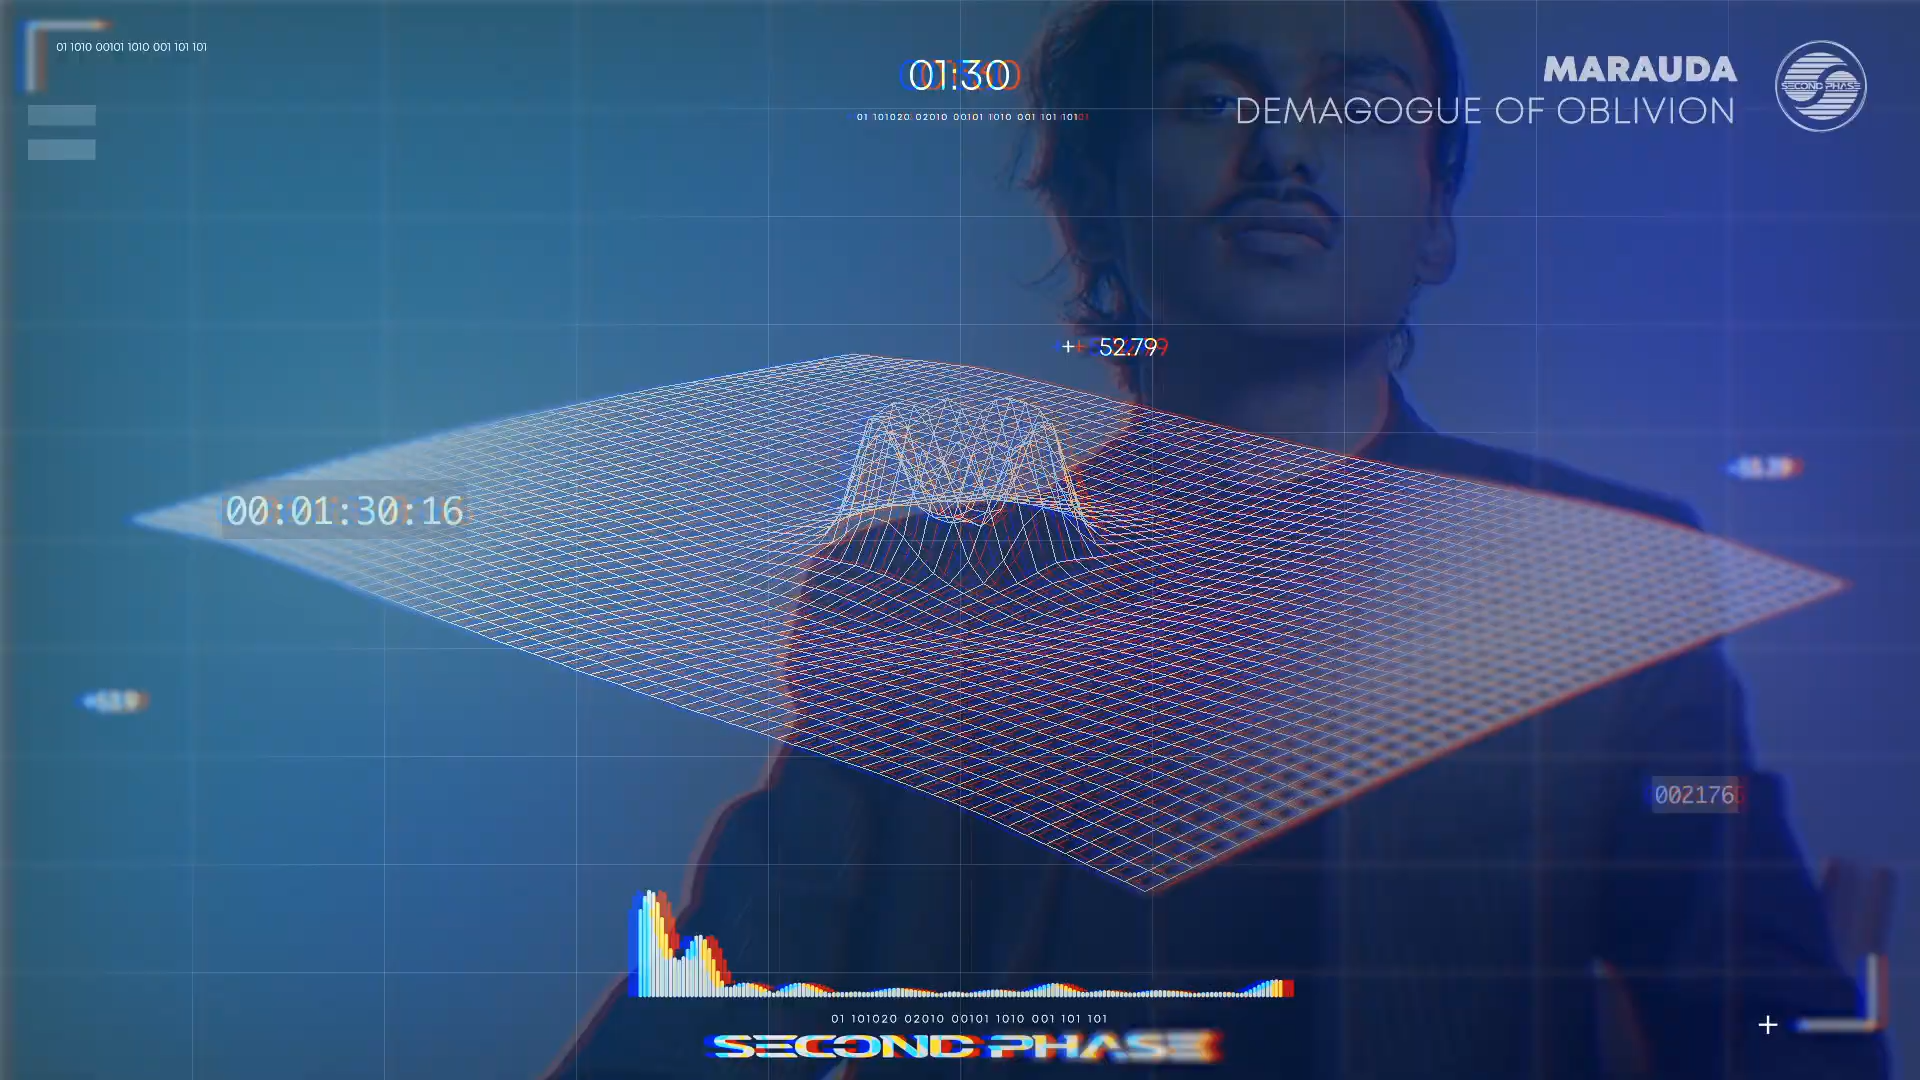 01 1010 00101 1010 001 101 101
01:30
01 101020 02010 00101 1010 001 101 101
MARAUDA
DEMAGOGUE OF OBLIVION
SECOND PHASE
+ 52.79
00:01:30:16
002176
01 101020 02010 00101 1010 001 101 101
SECOND PHASE